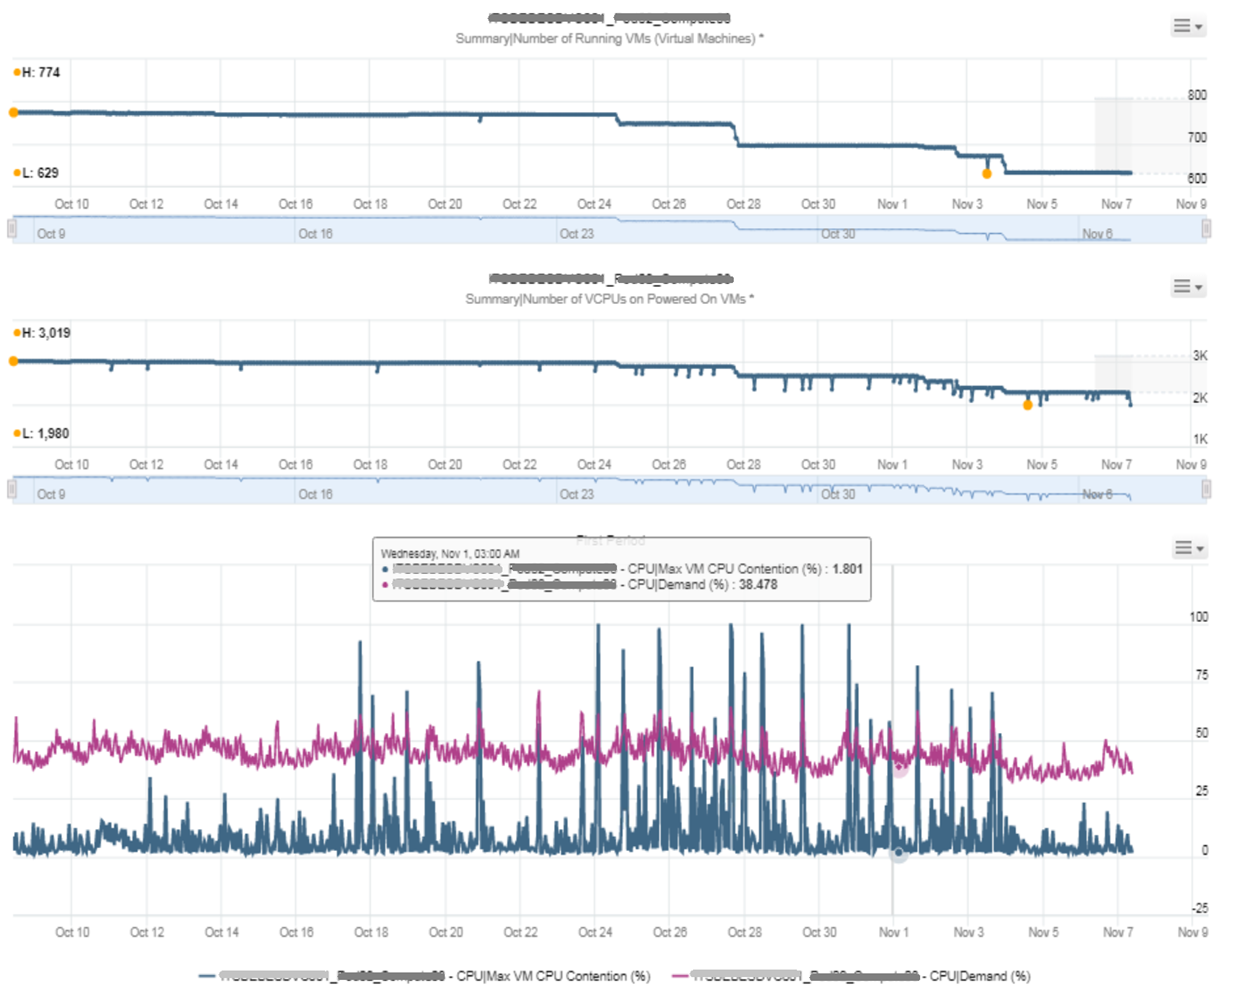 Summary|Number of Running VMs (Virtual Machines) *
H: 774
800
700
L: 629
600
Oct 10 Oct 12 Oct 14 Oct 16 Oct 18 Oct 20 Oct 22 Oct 24 Oct 26 Oct 28 Oct 30 Nov 1 Nov 3 Nov 5 Nov 7 Nov 9
Oct 9 Oct 16 Oct 23 Oct 30 Nov 6
Summary|Number of VCPUs on Powered On VMs *
H: 3,019
3K
2K
L: 1,980
1K
Oct 10 Oct 12 Oct 14 Oct 16 Oct 18 Oct 20 Oct 22 Oct 24 Oct 26 Oct 28 Oct 30 Nov 1 Nov 3 Nov 5 Nov 7 Nov 9
Oct 9 Oct 16 Oct 23 Oct 30 Nov 6
First Period
Wednesday, Nov 1, 03:00 AM
- CPU|Max VM CPU Contention (%) : 1.801
- CPU|Demand (%) : 38.478
100
75
50
25
0
-25
Oct 10 Oct 12 Oct 14 Oct 16 Oct 18 Oct 20 Oct 22 Oct 24 Oct 26 Oct 28 Oct 30 Nov 1 Nov 3 Nov 5 Nov 7 Nov 9
- CPU|Max VM CPU Contention (%) - CPU|Demand (%)